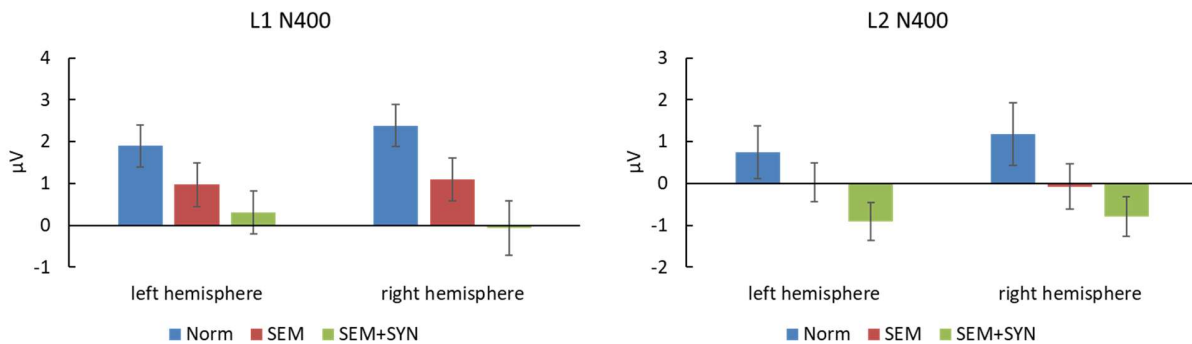 L1 N400
µV
4
3
2
1
0
-1
left hemisphere right hemisphere
Norm SEM SEM+SYN
L2 N400
µV
3
2
1
0
-1
-2
left hemisphere right hemisphere
Norm SEM SEM+SYN